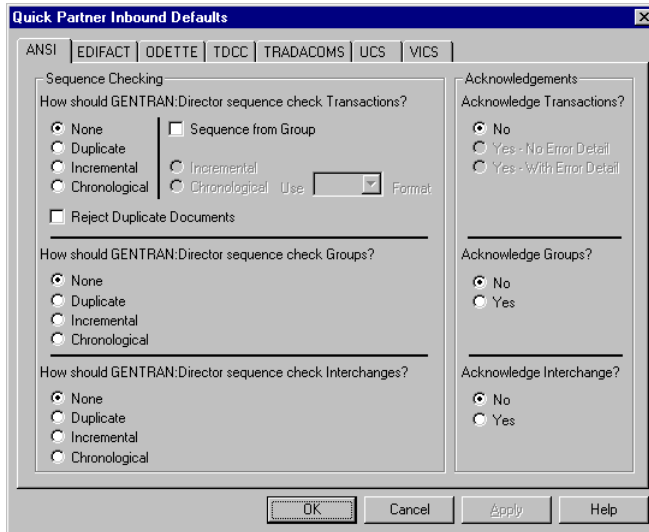 Quick Partner Inbound Defaults
ANSI EDIFACT ODETTE TDCC TRADACOMS UCS VICS
Sequence Checking
How should GENTRAN:Director sequence check Transactions?
None
Sequence from Group
Duplicate
Incremental
Incremental
Chronological
Chronological Use Format
Reject Duplicate Documents
How should GENTRAN:Director sequence check Groups?
None
Duplicate
Incremental
Chronological
How should GENTRAN:Director sequence check Interchanges?
None
Duplicate
Incremental
Chronological
Acknowledgements
Acknowledge Transactions?
No
Yes - No Error Detail
Yes - With Error Detail
Acknowledge Groups?
No
Yes
Acknowledge Interchange?
No
Yes
OK Cancel Apply Help